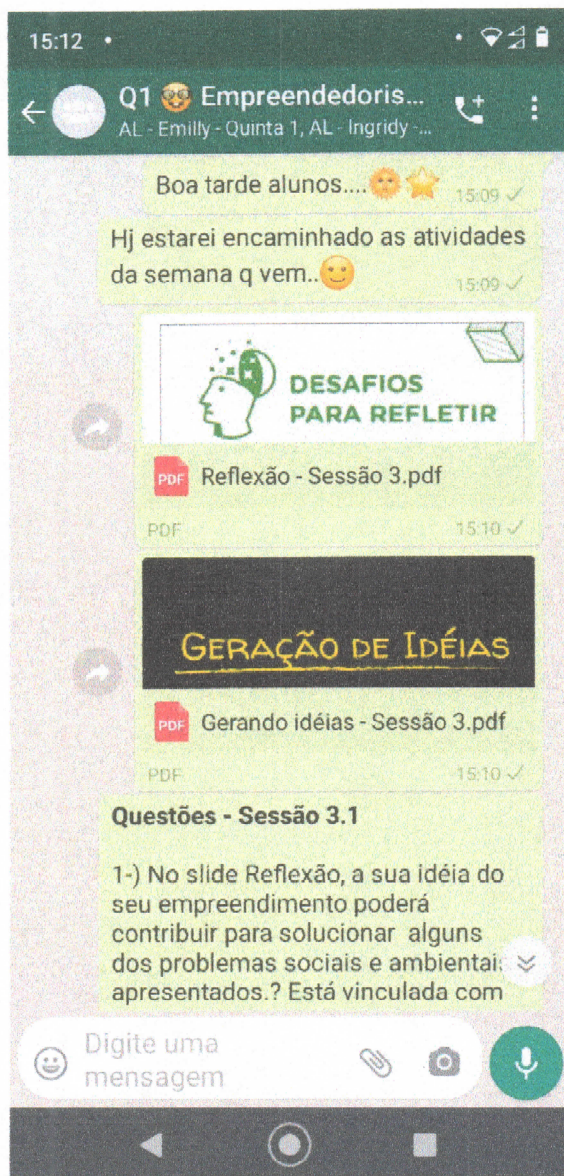 15:12
Q1 Empreendedoris...
AL - Emilly - Quinta 1, AL - Ingridy -...
Boa tarde alunos....
15:09
Hj estarei encaminhado as atividades
da semana q vem..
15:09
DESAFIOS
PARA REFLETIR
PDF Reflexão - Sessão 3.pdf
PDF 15:10
GERAÇÃO DE IDÉIAS
PDF Gerando idéias - Sessão 3.pdf
PDF 15:10
Questões - Sessão 3.1
1-) No slide Reflexão, a sua idéia do
seu empreendimento poderá
contribuir para solucionar alguns
dos problemas sociais e ambientai
apresentados.? Está vinculada com
Digite uma
mensagem